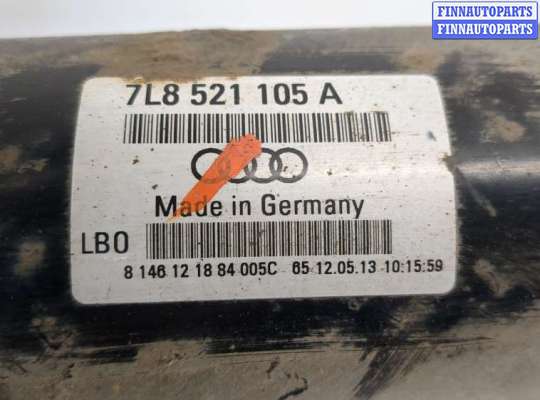 FINNAUTOPARTS
FINNAUTOPARTS
7L8 521 105 A
Made in Germany
LB0
8 146 12 18 84 005C 65 12.05.13 10:15:59